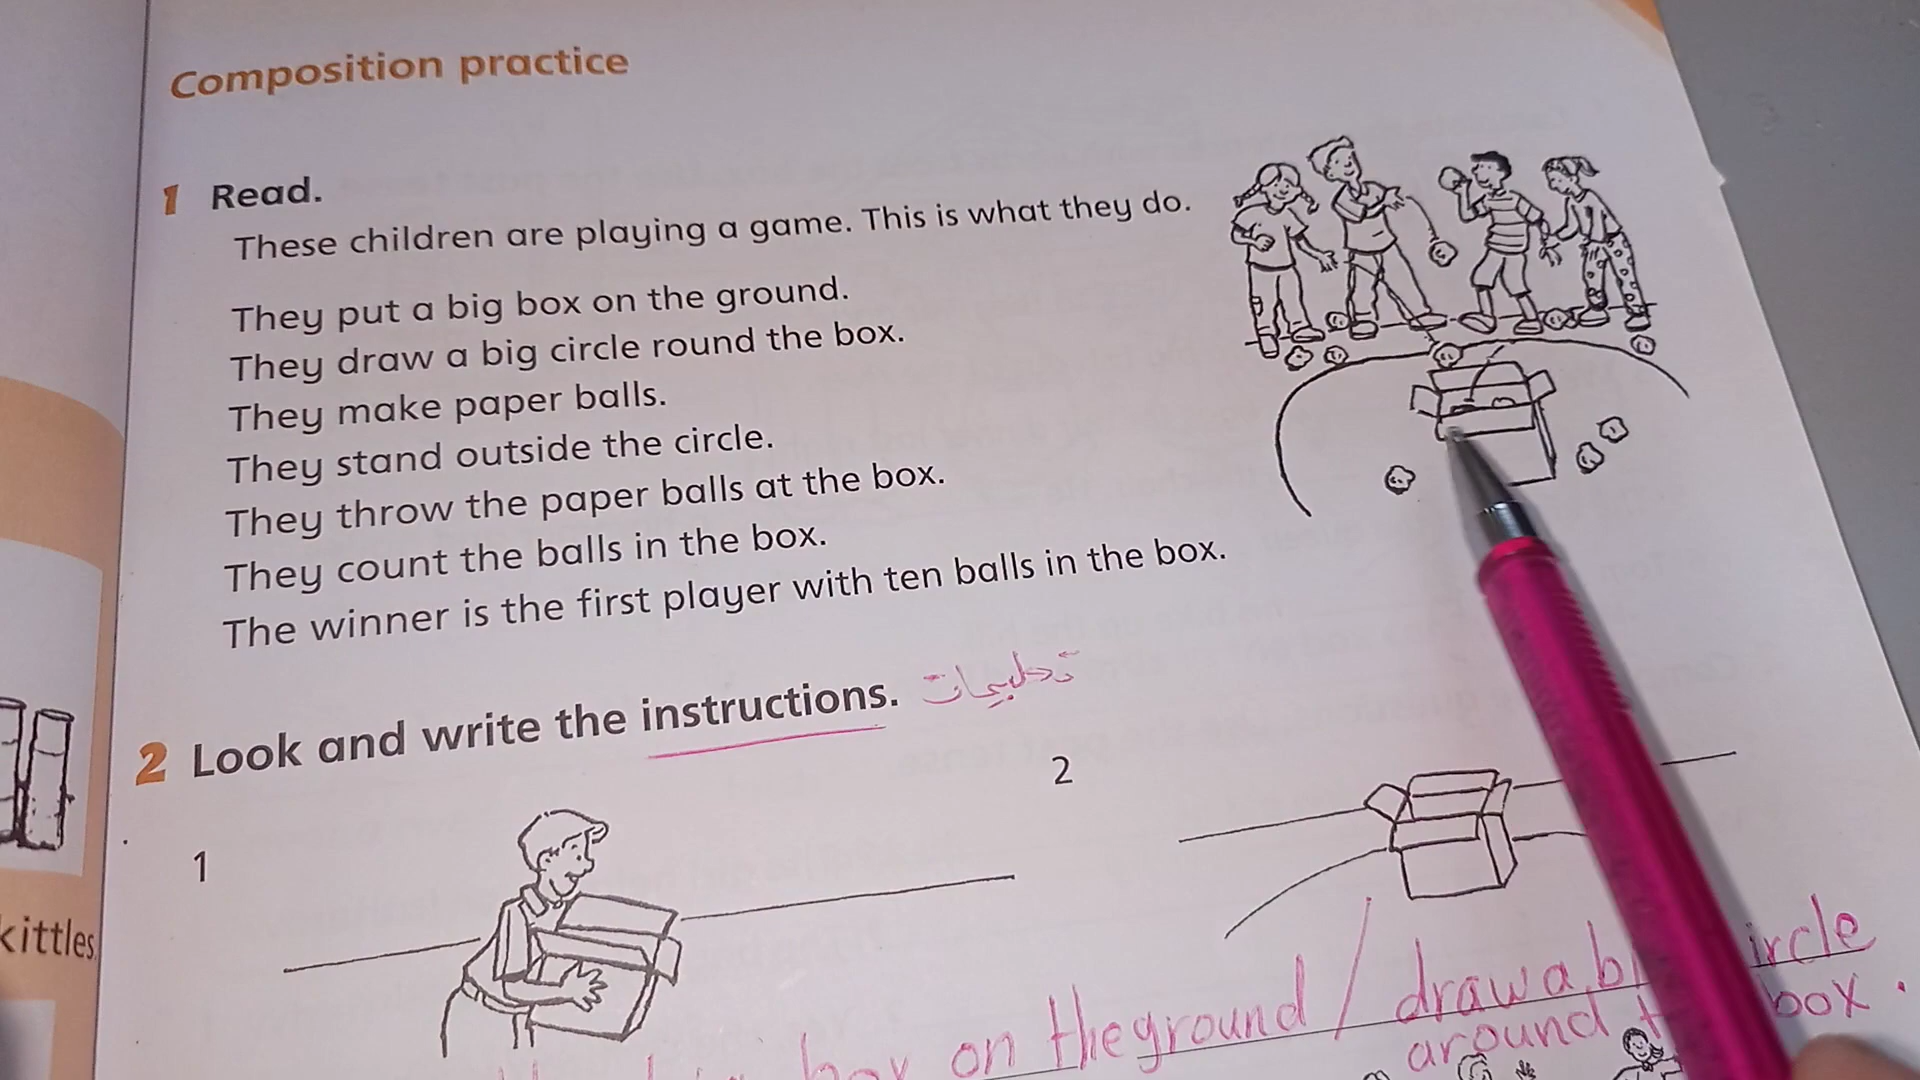 Composition practice
1 Read.
These children are playing a game. This is what they do.
They put a big box on the ground.
They draw a big circle round the box.
They make paper balls.
They stand outside the circle.
They throw the paper balls at the box.
They count the balls in the box.
The winner is the first player with ten balls in the box.
2 Look and write the instructions. تعليمات
1
2
kittles
box on the ground / draw a
around box.